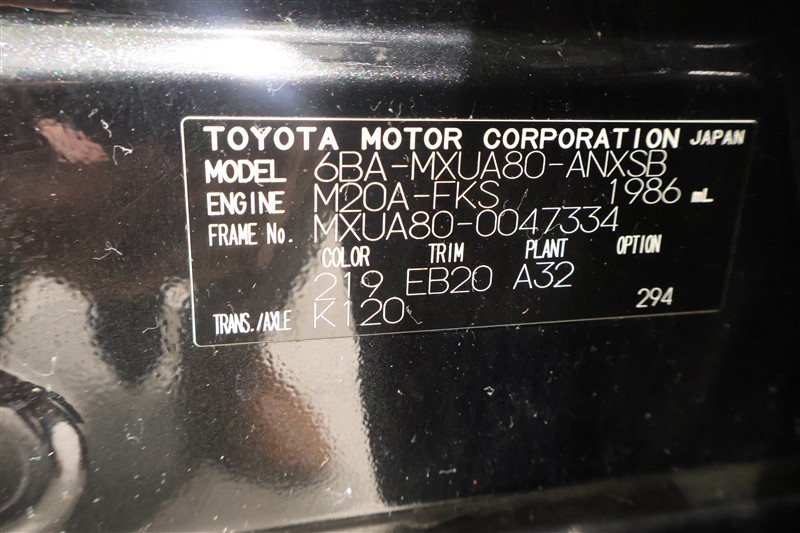 TOYOTA MOTOR CORPORATION JAPAN
MODEL 6BA-MXUA80-ANXSB
ENGINE M20A-FKS 1986 mL
FRAME No. MXUA80-0047334
COLOR TRIM PLANT OPTION
219 EB20 A32
TRANS./AXLE K120 294